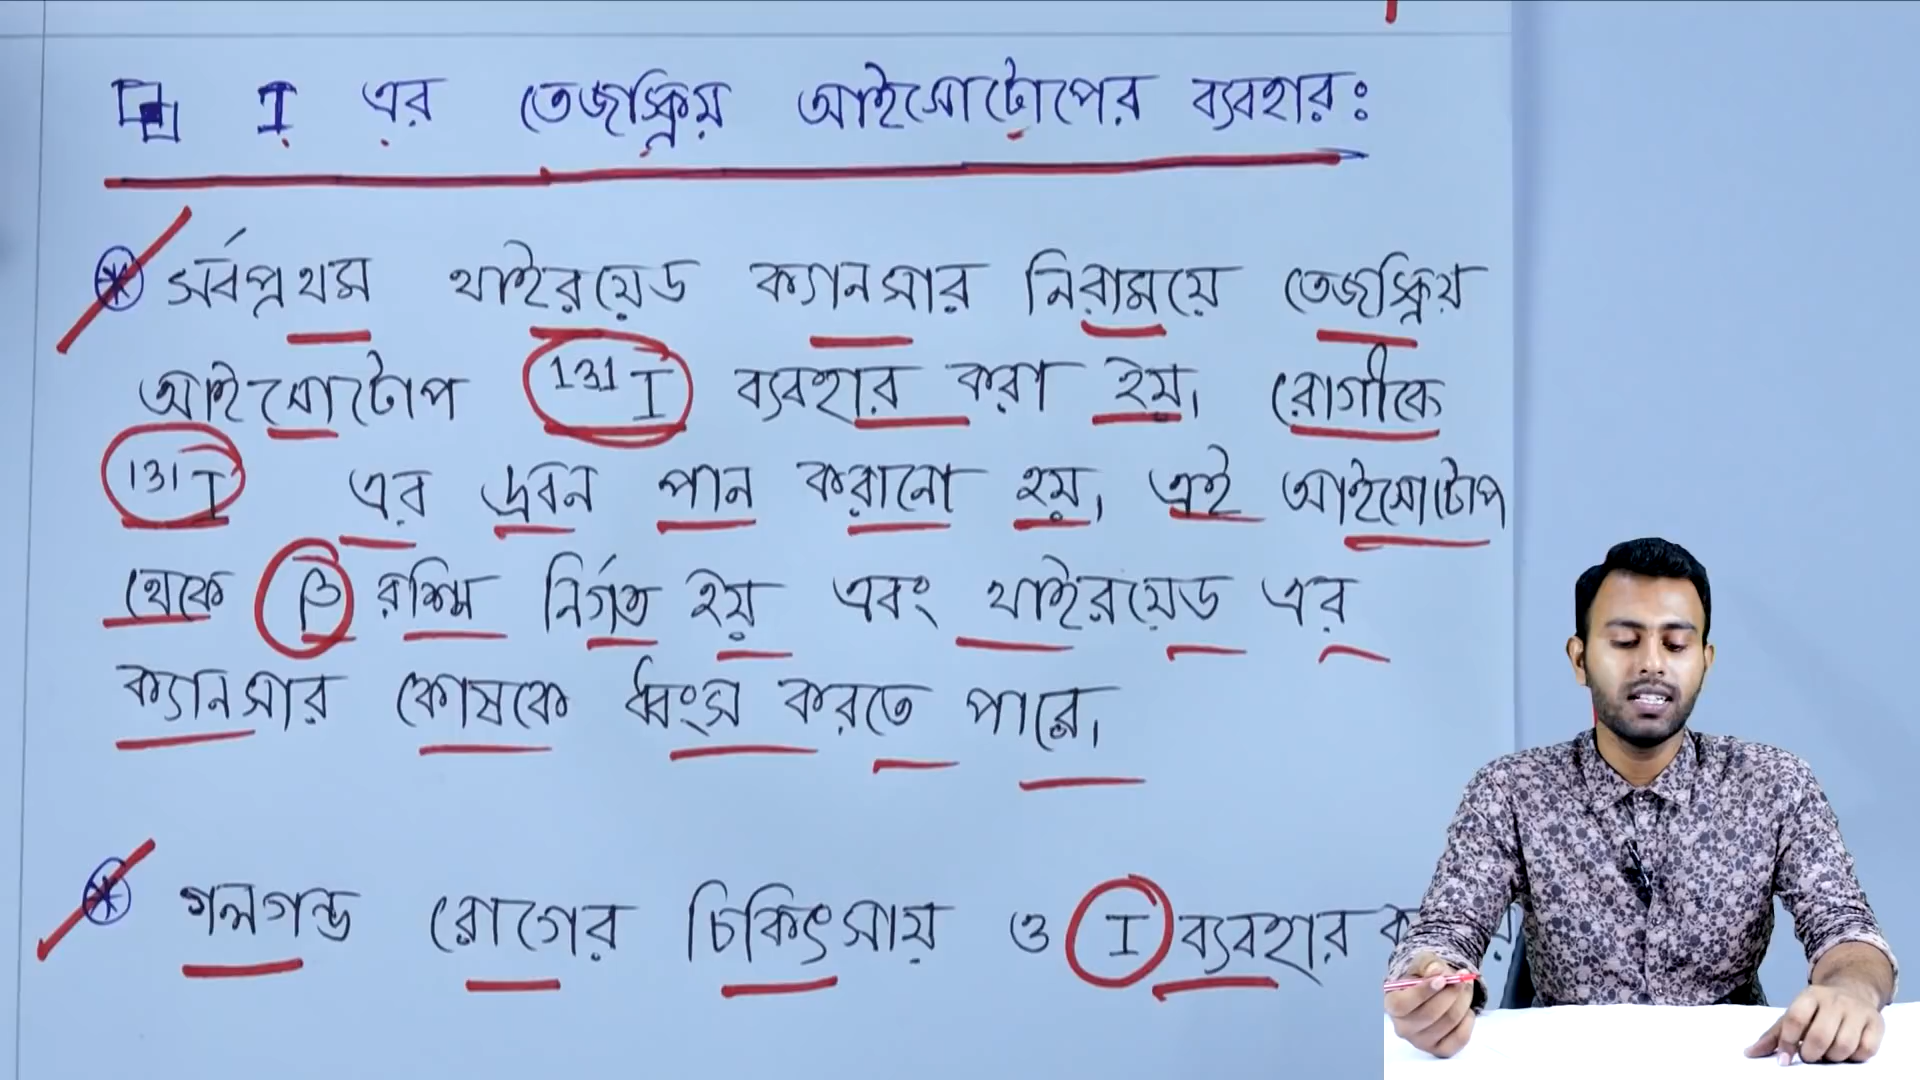 I এর তেজস্ক্রিয় আইসোটোপের ব্যবহার:
সর্বপ্রথম থাইরয়েড ক্যানসার নিরাময়ে তেজস্ক্রিয়
আইসোটোপ 131I ব্যবহার করা হয়।  রোগীকে
131I এর দ্রবন পান করানো হয়। এই আইসোটোপ
থেকে β রশ্মি নির্গত হয় এবং থাইরয়েড এর
ক্যানসার কোষকে ধ্বংস করতে পারে।
গলগন্ড রোগের চিকিৎসায় ও I ব্যবহার